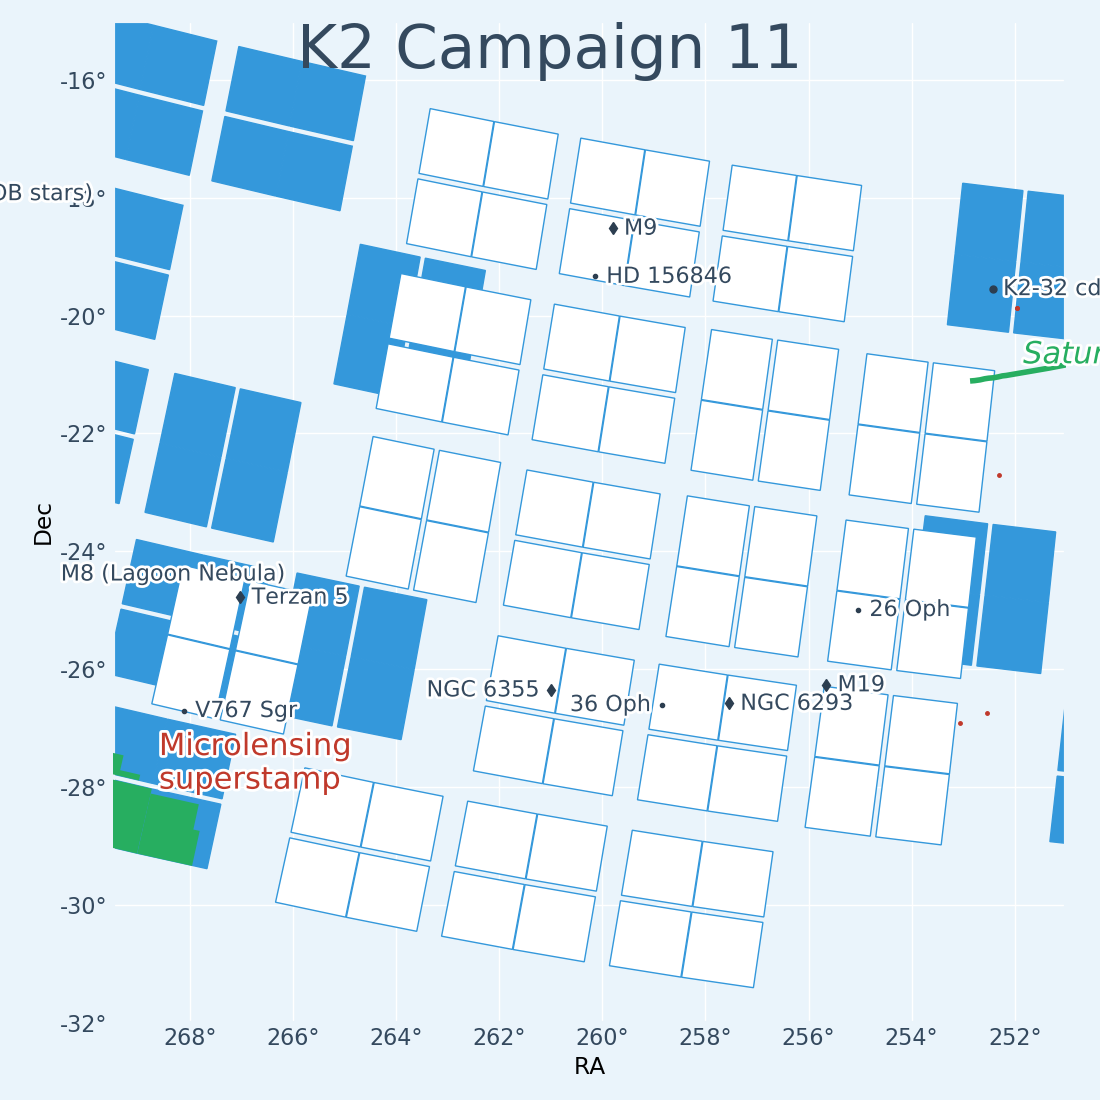 K2 Campaign 11
-16°
OB stars)
M9
HD 156846
K2-32 cd
-20°
Satur
-22°
Dec
-24°
M8 (Lagoon Nebula)
Terzan 5
26 Oph
-26°
NGC 6355
36 Oph
NGC 6293
M19
V767 Sgr
Microlensing
superstamp
-28°
-30°
-32°
268°
266°
264°
262°
260°
258°
256°
254°
252°
RA